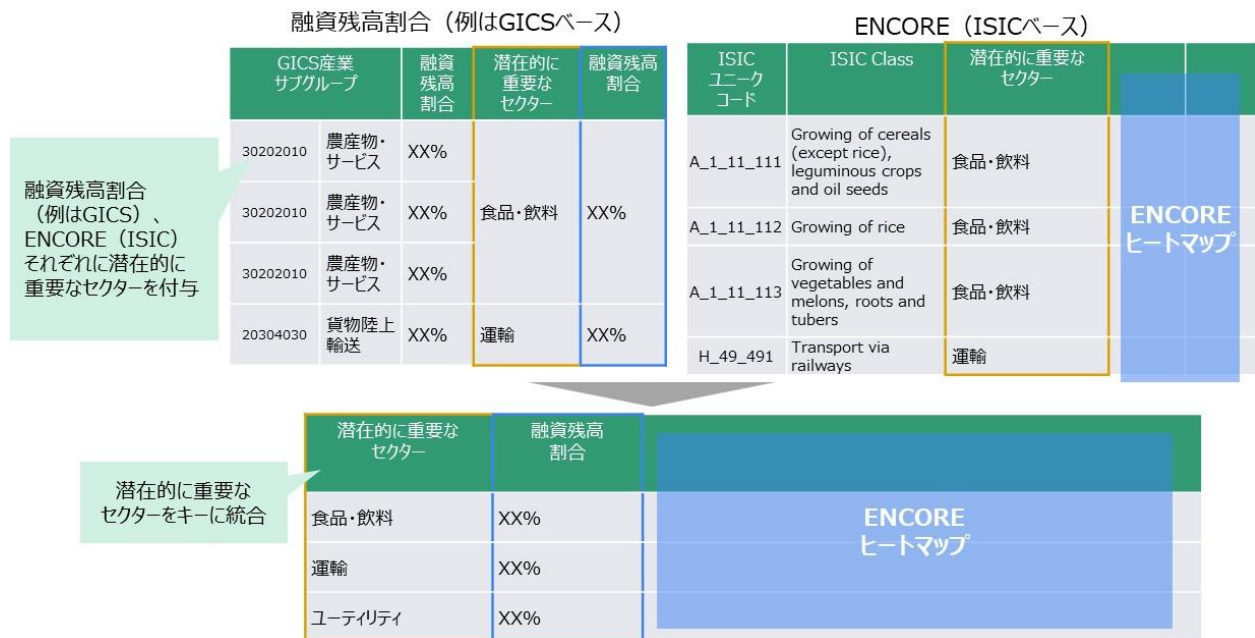 融資残高割合（例はGICSベース）
GICS産業
サブグループ
融資
残高
割合
潜在的に
重要な
セクター
融資残高
割合
30202010
農産物・
サービス
XX%
30202010
農産物・
サービス
XX%
食品・飲料
XX%
30202010
農産物・
サービス
XX%
20304030
貨物陸上
輸送
XX%
運輸
XX%
融資残高割合
（例はGICS）、
ENCORE（ISIC）
それぞれに潜在的に
重要なセクターを付与
ENCORE（ISICベース）
ISIC
ユニーク
コード
ISIC Class
潜在的に重要な
セクター
A_1_11_111
Growing of cereals
(except rice),
leguminous crops
and oil seeds
食品・飲料
A_1_11_112
Growing of rice
食品・飲料
A_1_11_113
Growing of
vegetables and
melons, roots and
tubers
食品・飲料
H_49_491
Transport via
railways
運輸
ENCORE
ヒートマップ
潜在的に重要な
セクターをキーに統合
潜在的に重要な
セクター
融資残高
割合
食品・飲料
XX%
運輸
XX%
ユーティリティ
XX%
ENCORE
ヒートマップ